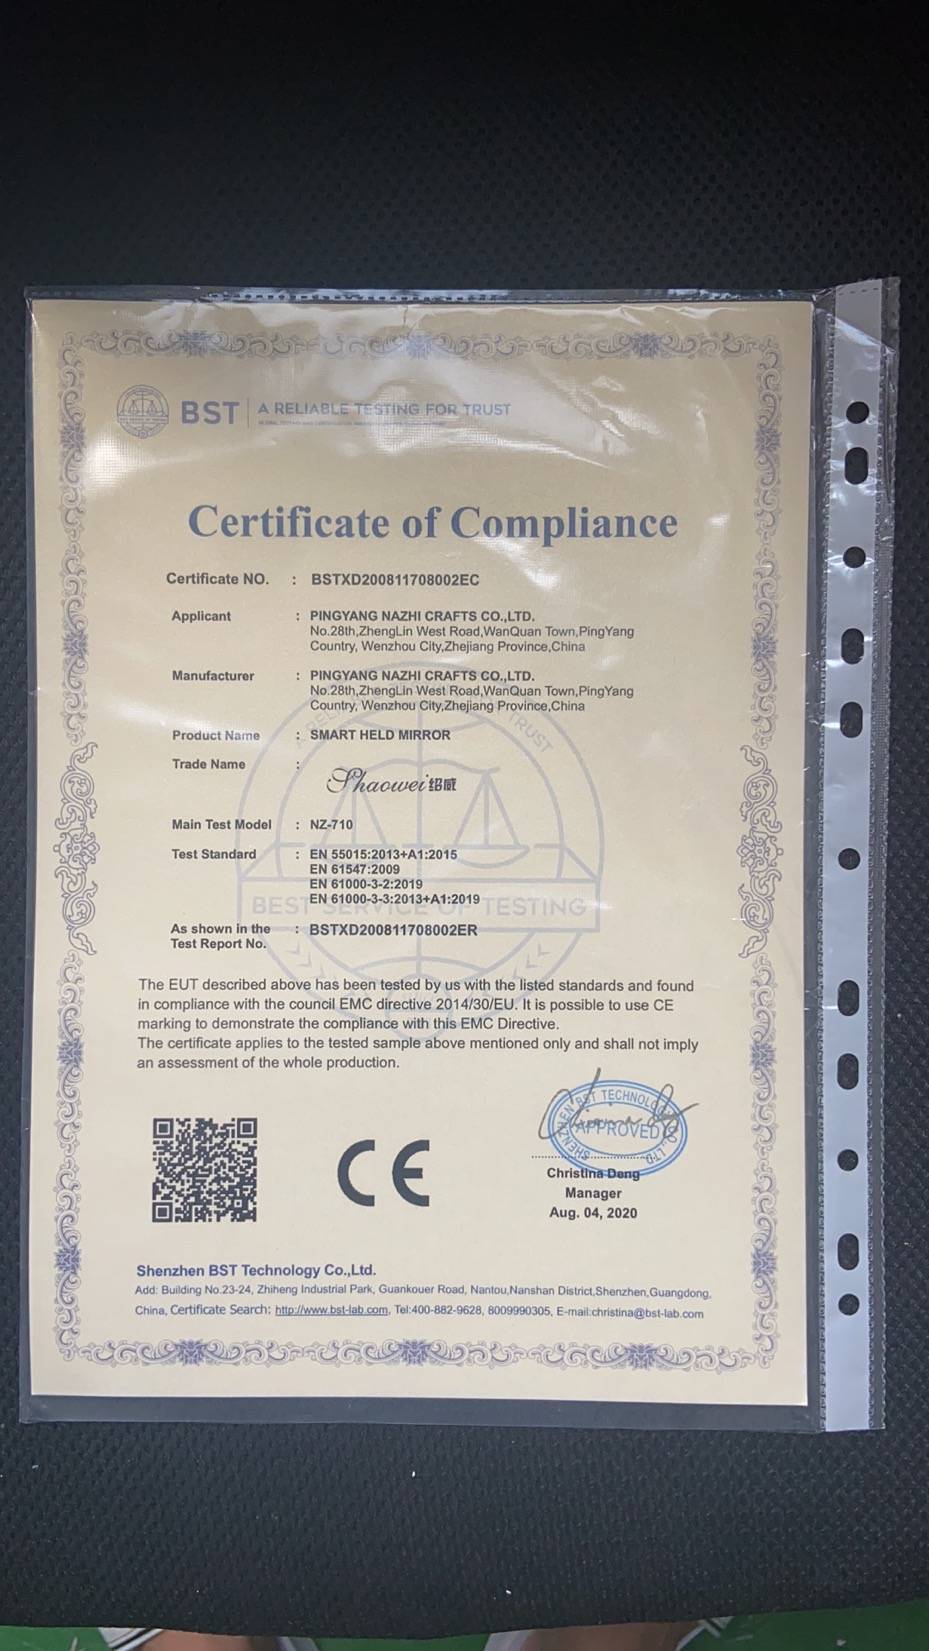 BST A RELIABLE TESTING FOR TRUST
Certificate of Compliance
Certificate NO. : BSTXD200811708002EC
Applicant : PINGYANG NAZHI CRAFTS CO.,LTD.
No.28th,ZhengLin West Road,WanQuan Town,PingYang
Country, Wenzhou City,Zhejiang Province,China
Manufacturer : PINGYANG NAZHI CRAFTS CO.,LTD.
No.28th,ZhengLin West Road,WanQuan Town,PingYang
Country, Wenzhou City,Zhejiang Province,China
Product Name : SMART HELD MIRROR
Trade Name :
Shaowei 绍威
Main Test Model : NZ-710
Test Standard : EN 55015:2013+A1:2015
EN 61547:2009
EN 61000-3-2:2019
EN 61000-3-3:2013+A1:2019
BEST SERVICE OF TESTING
TRUST
As shown in the : BSTXD200811708002ER
Test Report No.
The EUT described above has been tested by us with the listed standards and found
in compliance with the council EMC directive 2014/30/EU. It is possible to use CE
marking to demonstrate the compliance with this EMC Directive.
The certificate applies to the tested sample above mentioned only and shall not imply
an assessment of the whole production.
CE
SHENZHEN BST TECHNOLOGY CO., LTD.
APPROVED
Christina Deng
Manager
Aug. 04, 2020
Shenzhen BST Technology Co.,Ltd.
Add: Building No.23-24, Zhiheng Industrial Park, Guankouer Road, Nantou,Nanshan District,Shenzhen,Guangdong,
China, Certificate Search: http://www.bst-lab.com, Tel:400-882-9628, 8009990305, E-mail:christina@bst-lab.com